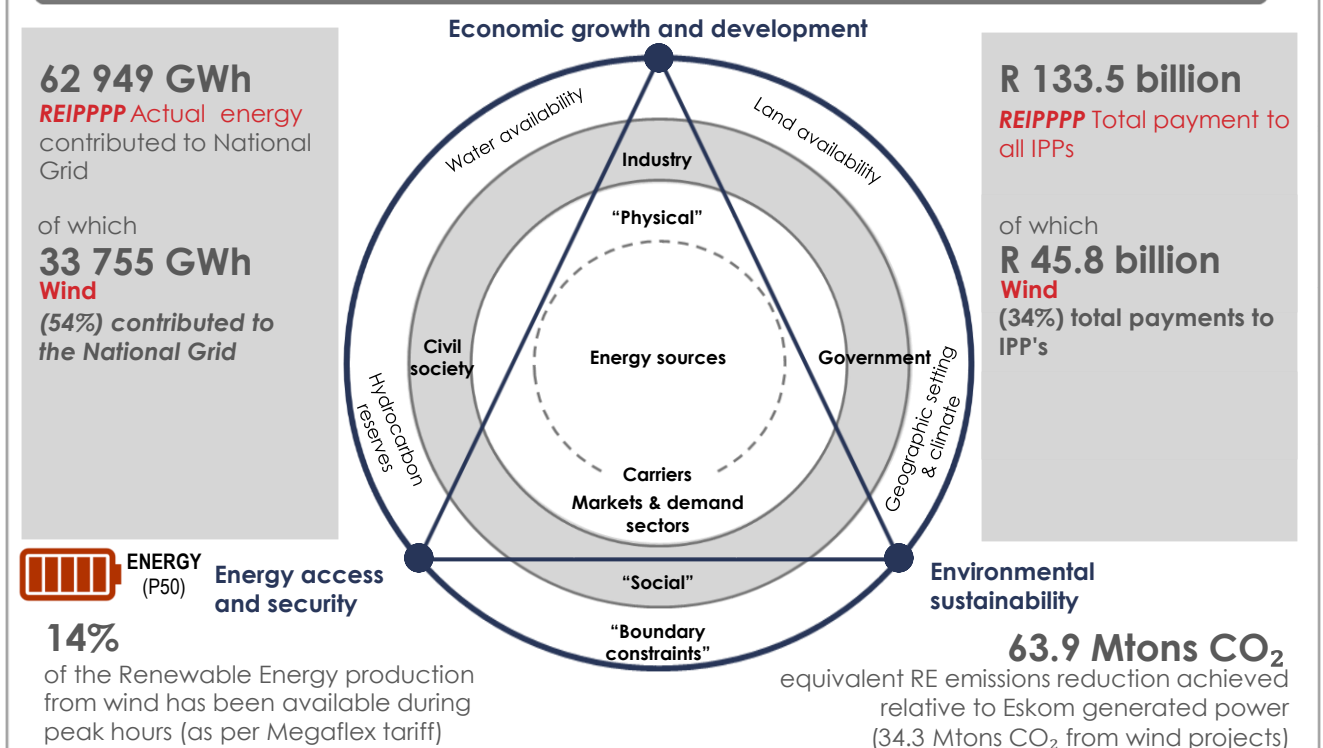 Economic growth and development
62 949 GWh
REIPPPP Actual energy
contributed to National
Grid
of which
33 755 GWh
Wind
(54%) contributed to
the National Grid
R 133.5 billion
REIPPPP Total payment to
all IPPs
of which
R 45.8 billion
Wind
(34%) total payments to
IPP's
Water availability
Land availability
Industry
“Physical”
Civil
society
Energy sources
Government
Hydrocarbon
reserves
Geographic setting
& climate
Carriers
Markets & demand
sectors
“Social”
“Boundary
constraints”
ENERGY
(P50)
Energy access
and security
Environmental
sustainability
14%
of the Renewable Energy production
from wind has been available during
peak hours (as per Megaflex tariff)
63.9 Mtons CO₂
equivalent RE emissions reduction achieved
relative to Eskom generated power
(34.3 Mtons CO₂ from wind projects)